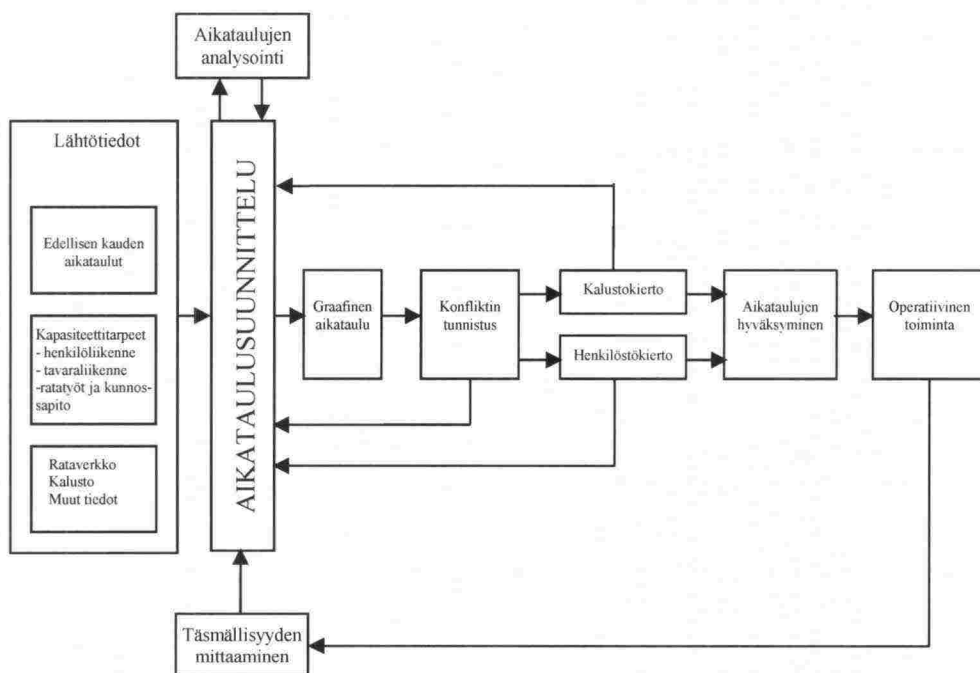 Aikataulujen
analysointi
Lähtötiedot
Edellisen kauden
aikataulut
Kapasiteettitarpeet
- henkilöliikenne
- tavaraliikenne
-ratatyöt ja kunnos-
sapito
Rataverkko
Kalusto
Muut tiedot
AIKATAULUSUUNNITTELU
Graafinen
aikataulu
Konfliktin
tunnistus
Kalustokierto
Henkilöstökierto
Aikataulujen
hyväksyminen
Operatiivinen
toiminta
Täsmällisyyden
mittaaminen